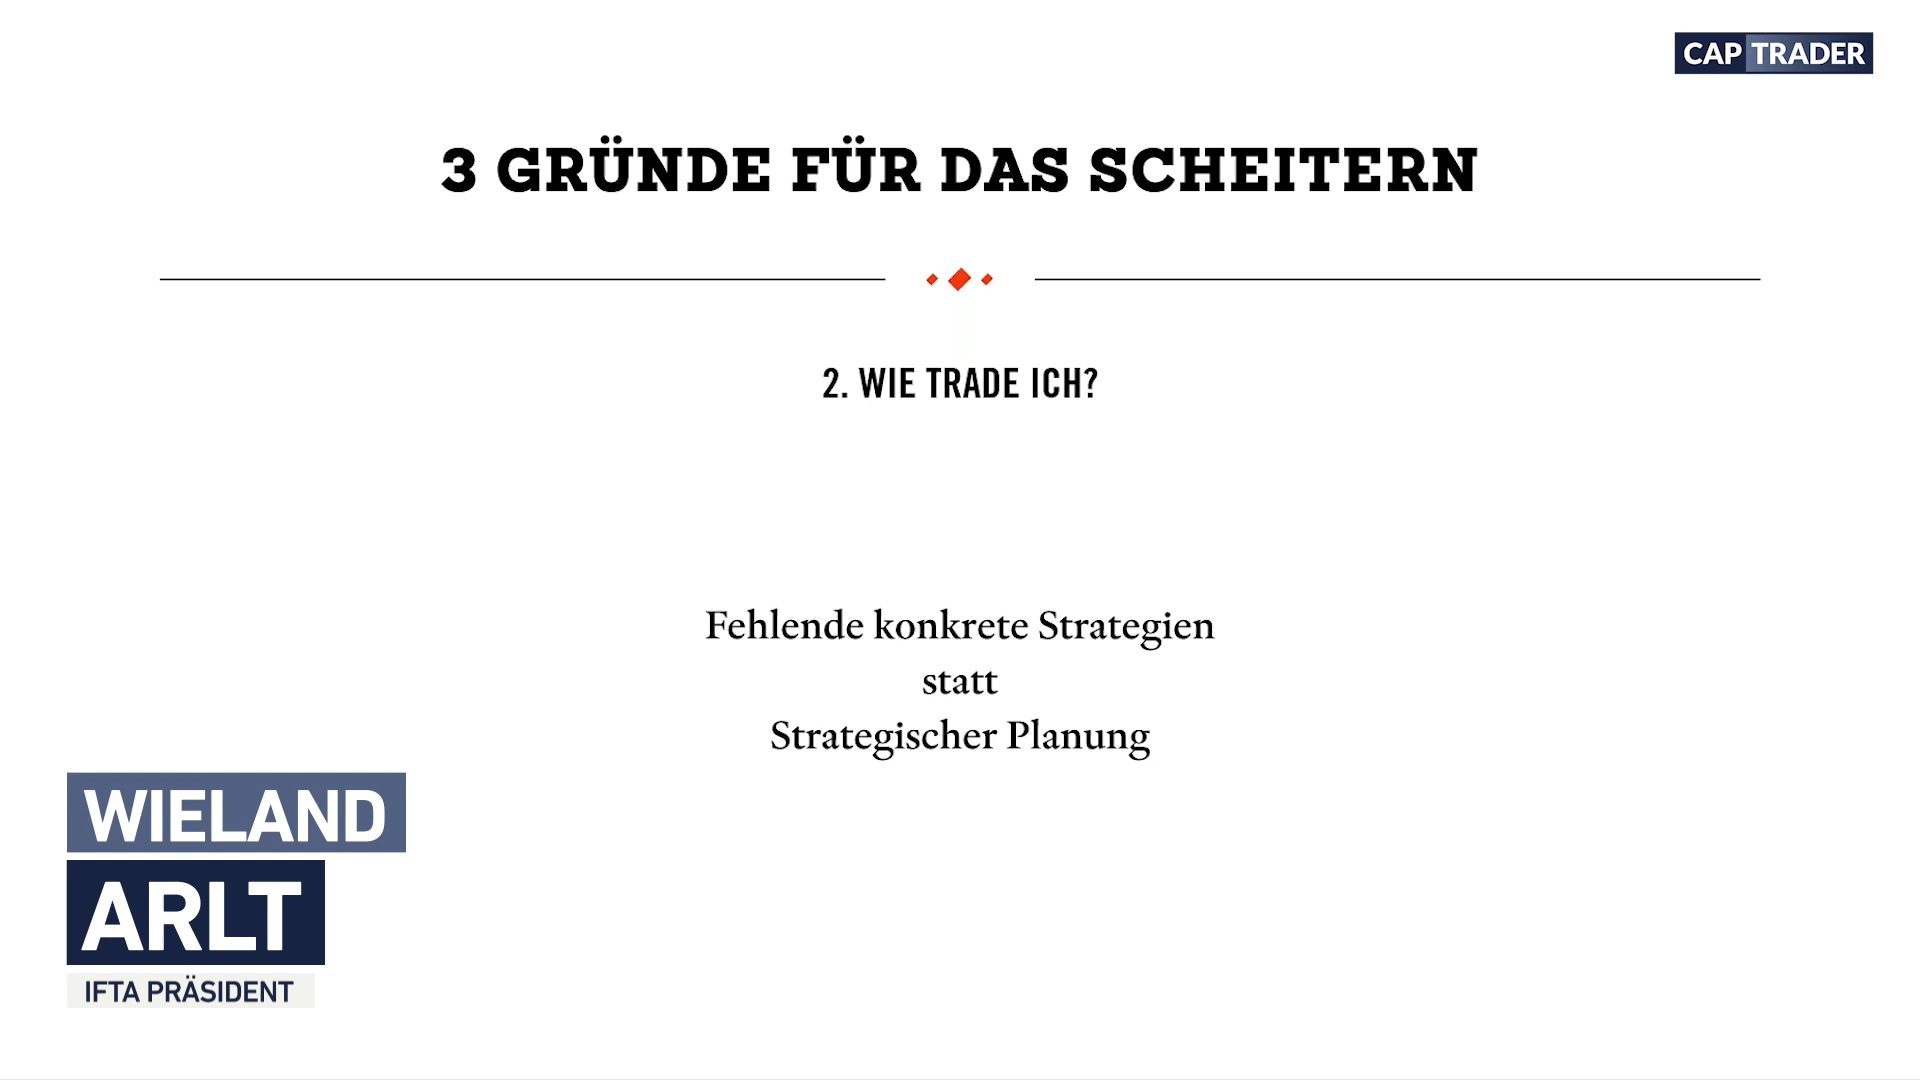 CAP TRADER
3 GRÜNDE FÜR DAS SCHEITERN
2. WIE TRADE ICH?
Fehlende konkrete Strategien
statt
Strategischer Planung
WIELAND
ARLT
IFTA PRÄSIDENT